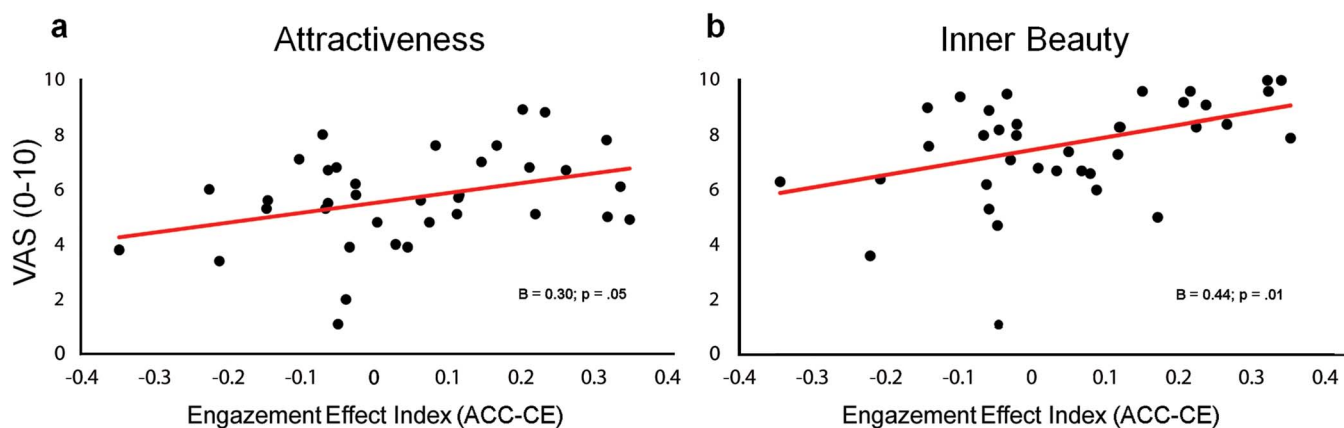 a
Attractiveness
VAS (0-10)
10
8
6
4
2
0
B = 0.30; p = .05
-0.4 -0.3 -0.2 -0.1 0 0.1 0.2 0.3 0.4
Engazement Effect Index (ACC-CE)
b
Inner Beauty
10
8
6
4
2
0
B = 0.44; p = .01
-0.4 -0.3 -0.2 -0.1 0 0.1 0.2 0.3 0.4
Engazement Effect Index (ACC-CE)